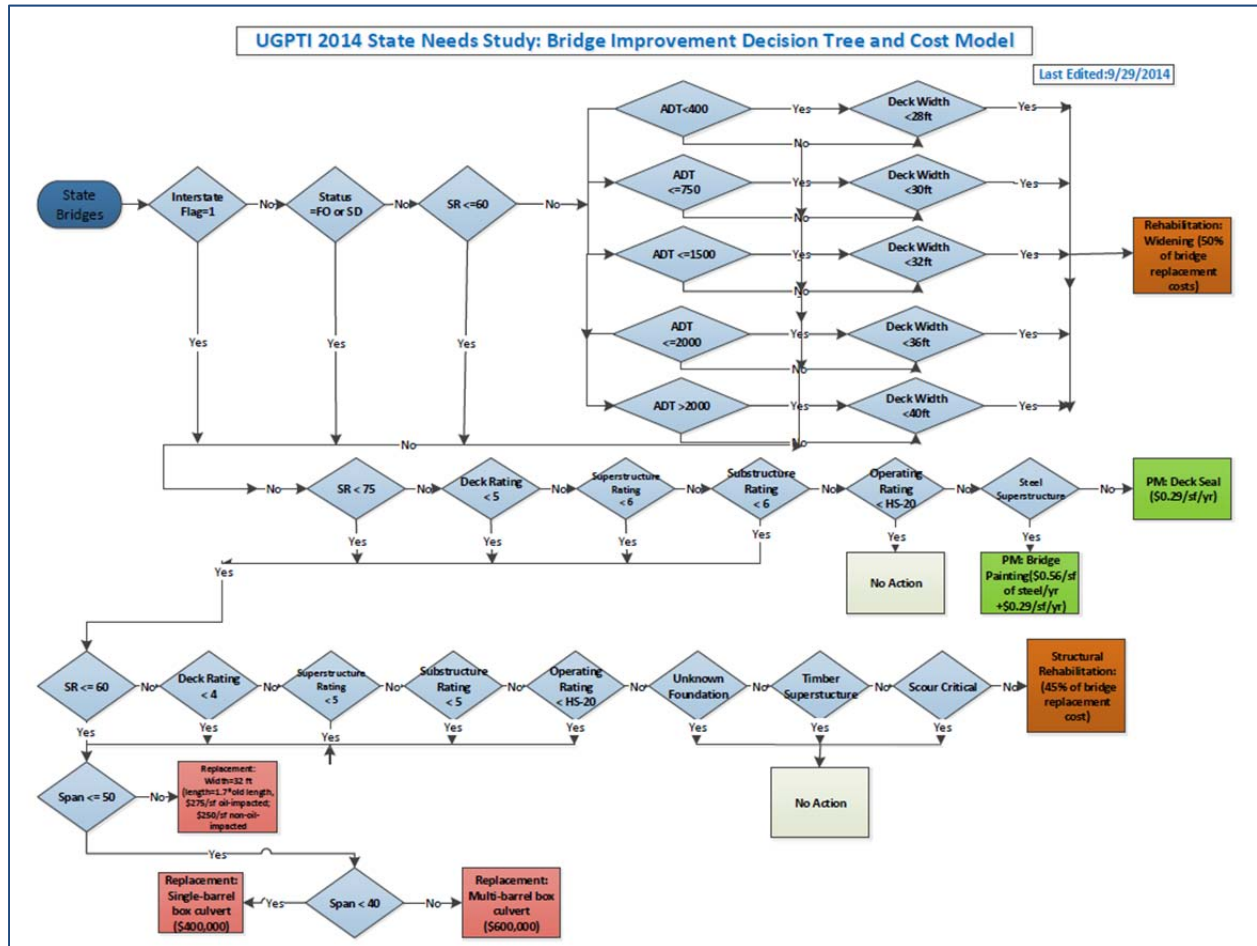 UGPTI 2014 State Needs Study: Bridge Improvement Decision Tree and Cost Model
Last Edited:9/29/2014
State
Bridges
Interstate
Flag=1
No
Status
=FO or SD
No
SR <=60
No
ADT<400
Yes
Deck Width
<28ft
Yes
No
ADT
<=750
Yes
Deck Width
<30ft
Yes
No
ADT <=1500
Yes
Deck Width
<32ft
Yes
No
ADT
<=2000
Yes
Deck Width
<36ft
Yes
No
ADT >2000
Yes
Deck Width
<40ft
Yes
No
Rehabilitation:
Widening (50%
of bridge
replacement
costs)
Yes
Yes
Yes
No
No
SR < 75
No
Deck Rating
< 5
No
Superstructure
Rating
< 6
No
Substructure
Rating
< 6
No
Operating
Rating
< HS-20
No
Steel
Superstructure
No
PM: Deck Seal
($0.29/sf/yr)
Yes
Yes
Yes
Yes
Yes
Yes
No Action
PM: Bridge
Painting($0.56/sf
of steel/yr
+$0.29/sf/yr)
Yes
SR <= 60
No
Deck Rating
< 4
No
Superstructure
Rating
< 5
No
Substructure
Rating
< 5
No
Operating
Rating
< HS-20
No
Unknown
Foundation
No
Timber
Superstucture
No
Scour Critical
No
Structural
Rehabilitation:
(45% of bridge
replacement
cost)
Yes
Yes
Yes
Yes
Yes
Yes
Yes
Yes
Span <= 50
No
Replacement:
Width=32 ft
(length=1.7*old length,
$275/sf oil-impacted;
$250/sf non-oil-
impacted
No Action
Yes
Replacement:
Single-barrel
box culvert
($400,000)
Yes
Span < 40
No
Replacement:
Multi-barrel box
culvert
($600,000)